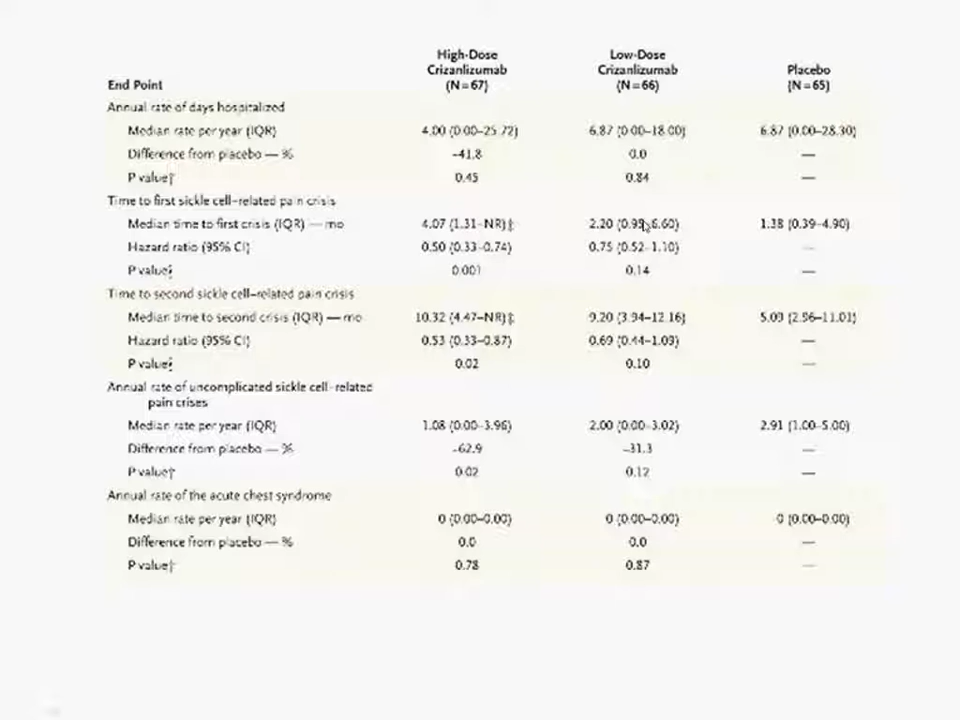 High-Dose Crizanlizumab (N=67) Low-Dose Crizanlizumab (N=66) Placebo (N=65)
End Point
Annual rate of days hospitalized
Median rate per year (IQR) 4.00 (0.00–25.72) 6.87 (0.00–18.00) 6.87 (0.00–28.30)
Difference from placebo — % –41.8 0.0 —
P value† 0.45 0.84 —
Time to first sickle cell–related pain crisis
Median time to first crisis (IQR) — mo 4.07 (1.31–NR)‡ 2.20 (0.95–6.60) 1.38 (0.39–4.90)
Hazard ratio (95% CI) 0.50 (0.33–0.74) 0.75 (0.52–1.10) —
P value§ 0.001 0.14 —
Time to second sickle cell–related pain crisis
Median time to second crisis (IQR) — mo 10.32 (4.47–NR)‡ 9.20 (3.94–12.16) 5.09 (2.96–11.01)
Hazard ratio (95% CI) 0.53 (0.33–0.87) 0.69 (0.44–1.09) —
P value§ 0.02 0.10 —
Annual rate of uncomplicated sickle cell–related
pain crises
Median rate per year (IQR) 1.08 (0.00–3.96) 2.00 (0.00–3.02) 2.91 (1.00–5.00)
Difference from placebo — % –62.9 –31.3 —
P value† 0.02 0.12 —
Annual rate of the acute chest syndrome
Median rate per year (IQR) 0 (0.00–0.00) 0 (0.00–0.00) 0 (0.00–0.00)
Difference from placebo — % 0.0 0.0 —
P value† 0.78 0.87 —